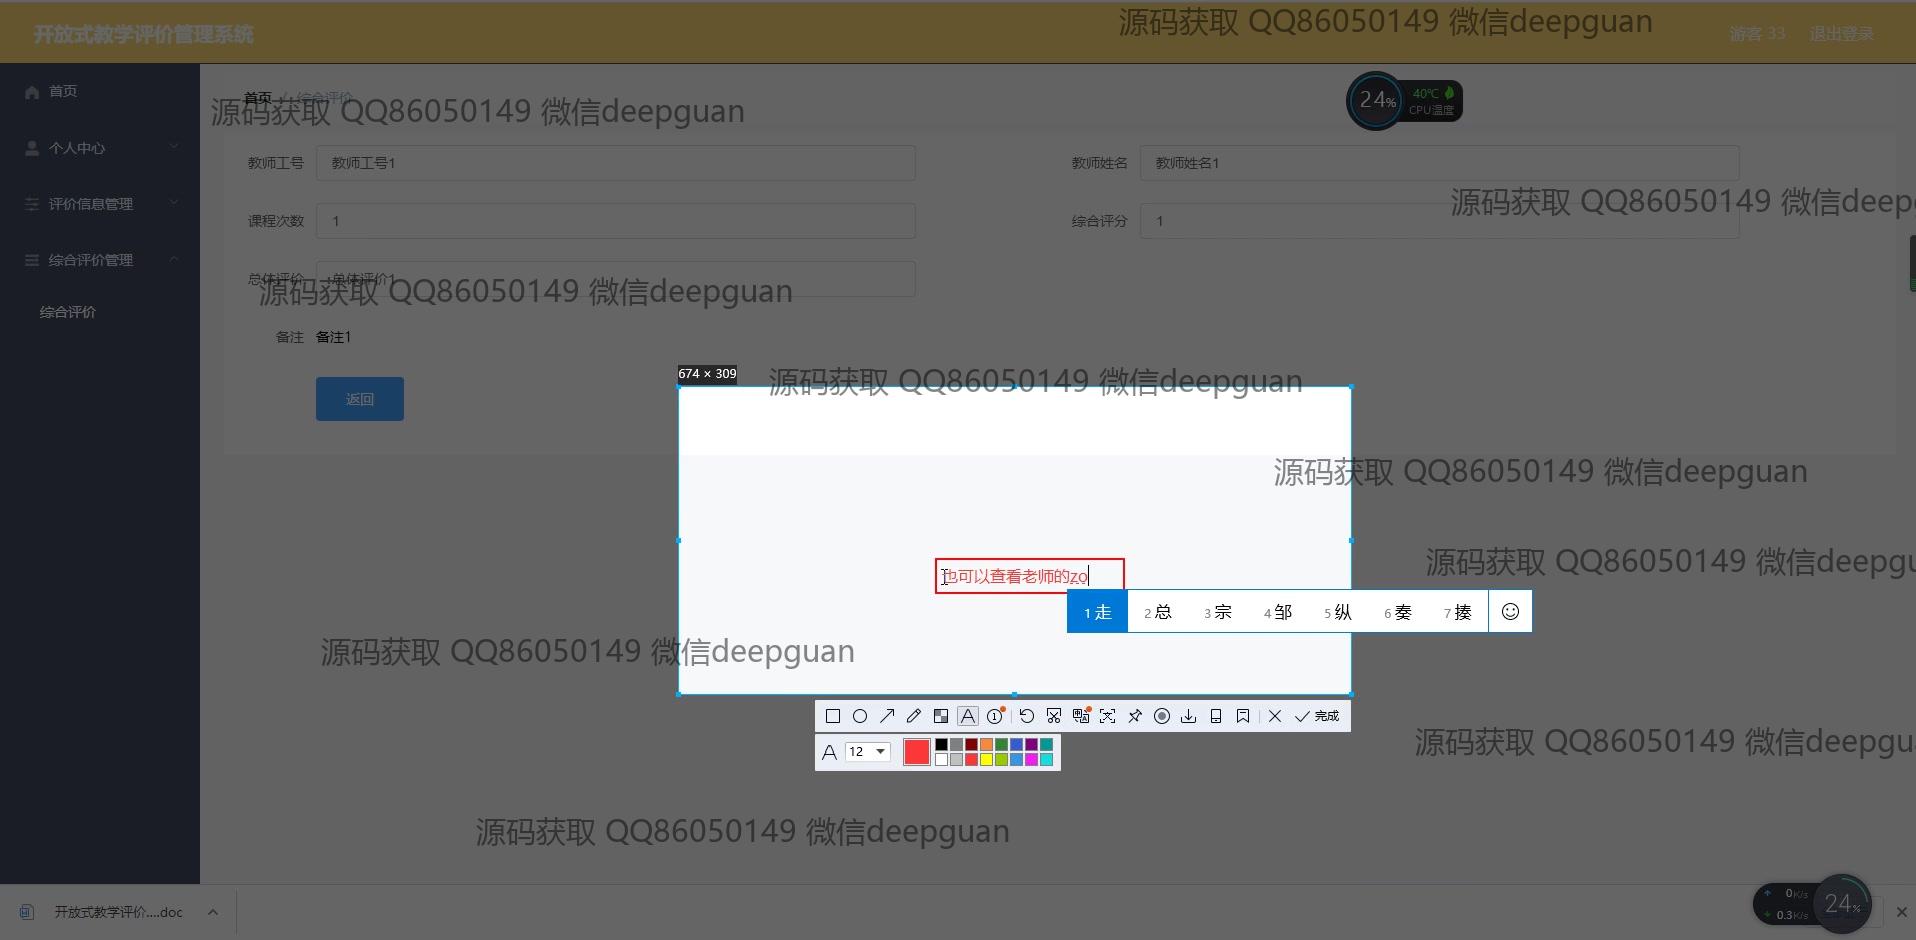 源码获取 QQ86050149 微信deepguan
开放式教学评价管理系统
游客 33
退出登录
首页
首页 / 综合评价
源码获取 QQ86050149 微信deepguan
24%
40℃
CPU温度
个人中心
教师工号
教师工号1
教师姓名
教师姓名1
评价信息管理
源码获取 QQ86050149 微信deep
课程次数
1
综合评分
1
综合评价管理
总体评价
总体评价1
源码获取 QQ86050149 微信deepguan
综合评价
备注
备注1
674 × 309
源码获取 QQ86050149 微信deepguan
返回
源码获取 QQ86050149 微信deepguan
源码获取 QQ86050149 微信deepgu
也可以查看老师的zo
1 走 2 总 3 宗 4 邹 5 纵 6 奏 7 揍
源码获取 QQ86050149 微信deepguan
完成
源码获取 QQ86050149 微信deepgu
A 12
源码获取 QQ86050149 微信deepguan
开放式教学评价....doc
0K/s
0.3K/s
24%